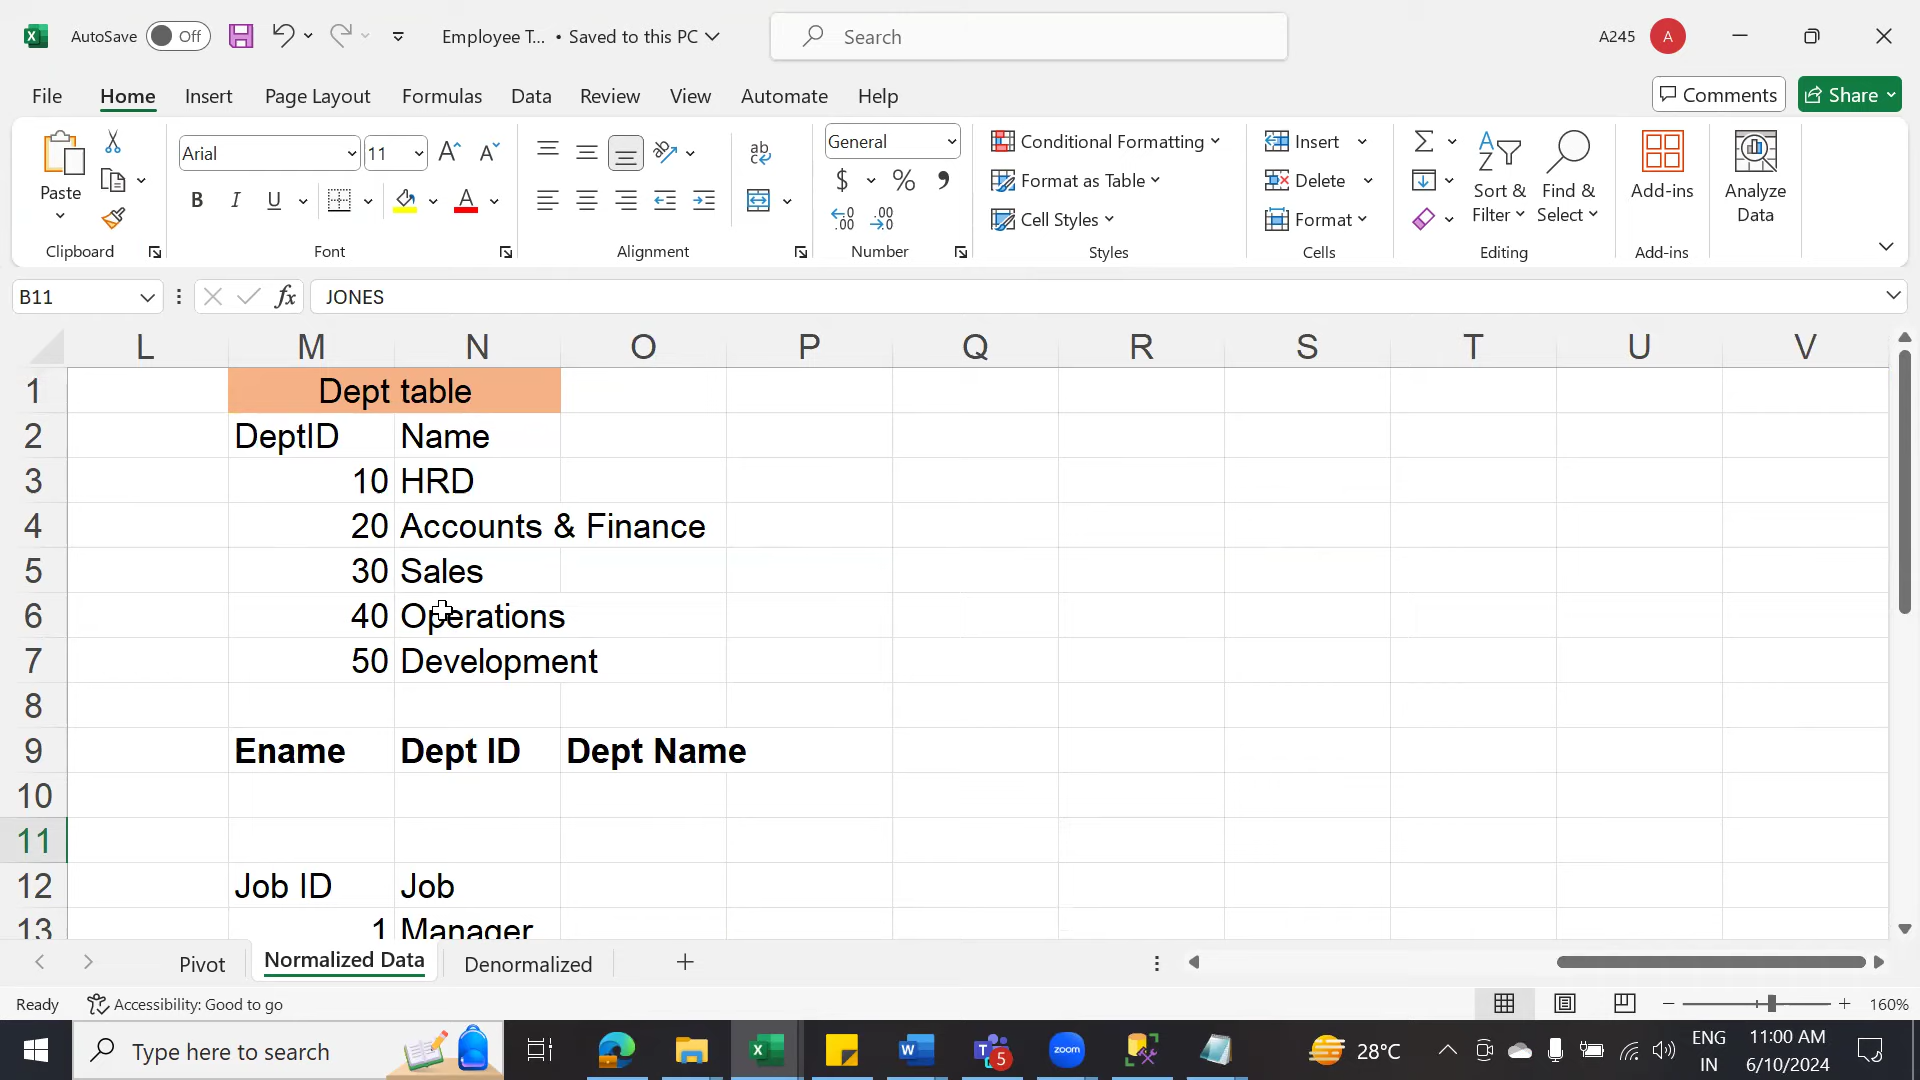 AutoSave Off Employee T... • Saved to this PC Search A245 A
File Home Insert Page Layout Formulas Data Review View Automate Help Comments Share
Paste Arial 11 A A General Conditional Formatting Insert Sort & Filter Find & Select Add-ins Analyze Data
B I U A ab c $ % , Format as Table Delete
.00 .00 Cell Styles Format
Clipboard Font Alignment Number Styles Cells Editing Add-ins
B11 fx JONES
L M N O P Q R S T U V
1 Dept table
2 DeptID Name
3 10 HRD
4 20 Accounts & Finance
5 30 Sales
6 40 Operations
7 50 Development
8
9 Ename Dept ID Dept Name
10
11
12 Job ID Job
13 1 Manager
Pivot Normalized Data Denormalized
Ready Accessibility: Good to go 160%
Type here to search W 5 zoom 28°C ENG 11:00 AM
IN 6/10/2024